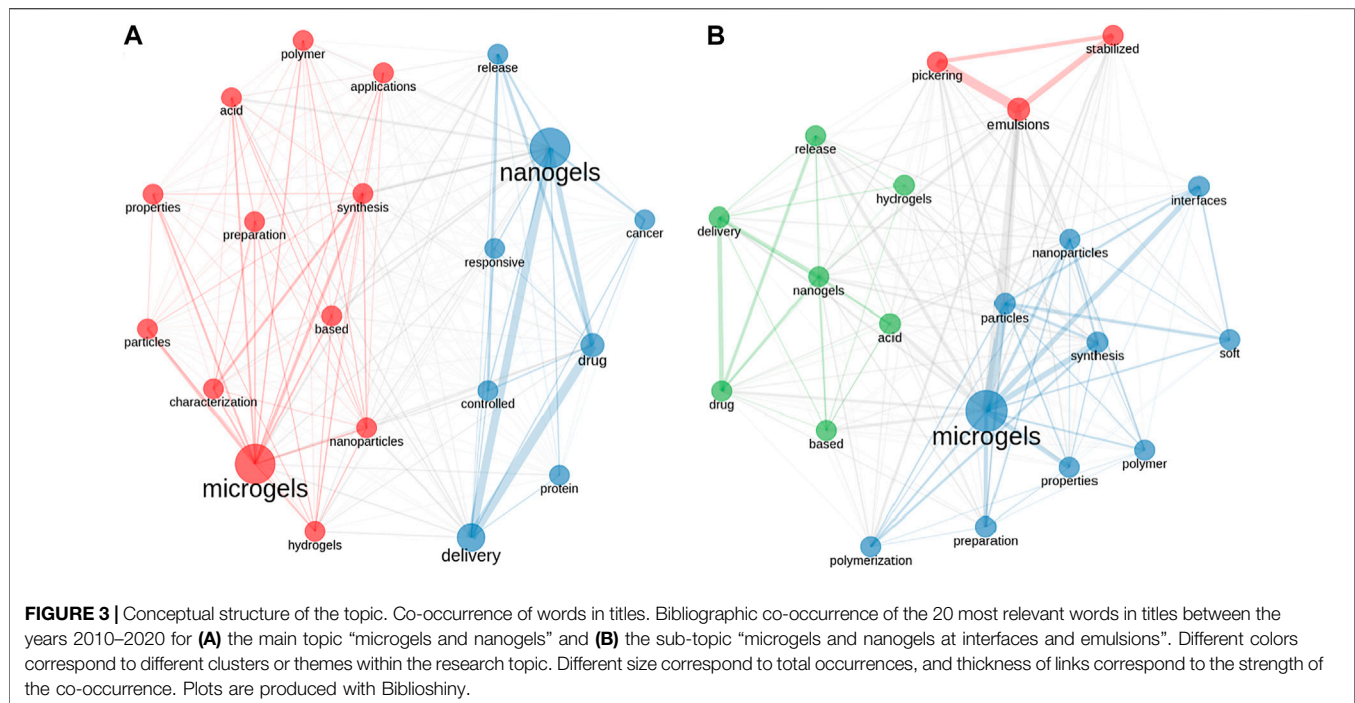 A
polymer
applications
acid
release
nanogels
properties
synthesis
preparation
cancer
responsive
based
particles
drug
characterization
controlled
nanoparticles
microgels
protein
hydrogels
delivery
B
stabilized
pickering
emulsions
release
hydrogels
interfaces
delivery
nanoparticles
nanogels
particles
acid
synthesis
soft
drug
based
microgels
polymer
properties
preparation
polymerization
FIGURE 3 | Conceptual structure of the topic. Co-occurrence of words in titles. Bibliographic co-occurrence of the 20 most relevant words in titles between the
years 2010–2020 for (A) the main topic “microgels and nanogels” and (B) the sub-topic “microgels and nanogels at interfaces and emulsions”. Different colors
correspond to different clusters or themes within the research topic. Different size correspond to total occurrences, and thickness of links correspond to the strength of
the co-occurrence. Plots are produced with Biblioshiny.